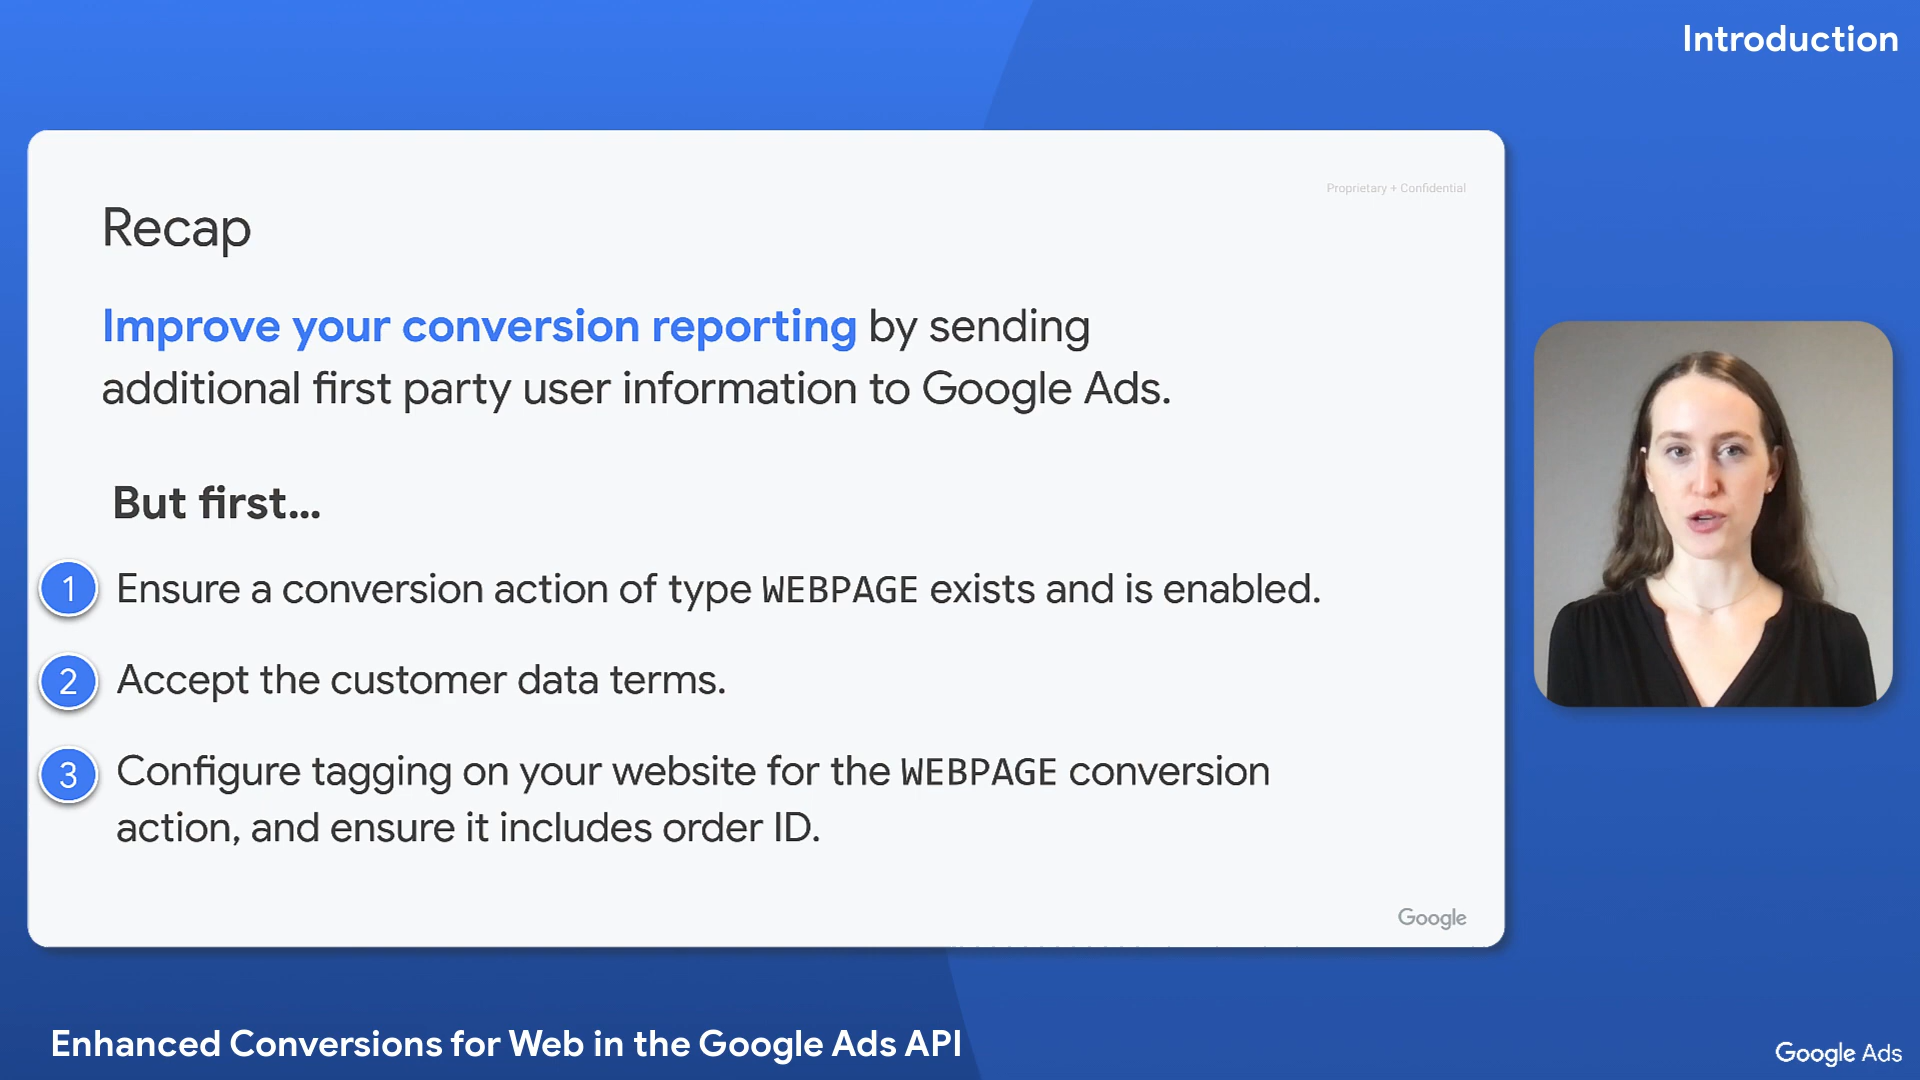 Introduction
Proprietary + Confidential
Recap
Improve your conversion reporting by sending
additional first party user information to Google Ads.
But first...
1 Ensure a conversion action of type WEBPAGE exists and is enabled.
2 Accept the customer data terms.
3 Configure tagging on your website for the WEBPAGE conversion
action, and ensure it includes order ID.
Google
Enhanced Conversions for Web in the Google Ads API
Google Ads